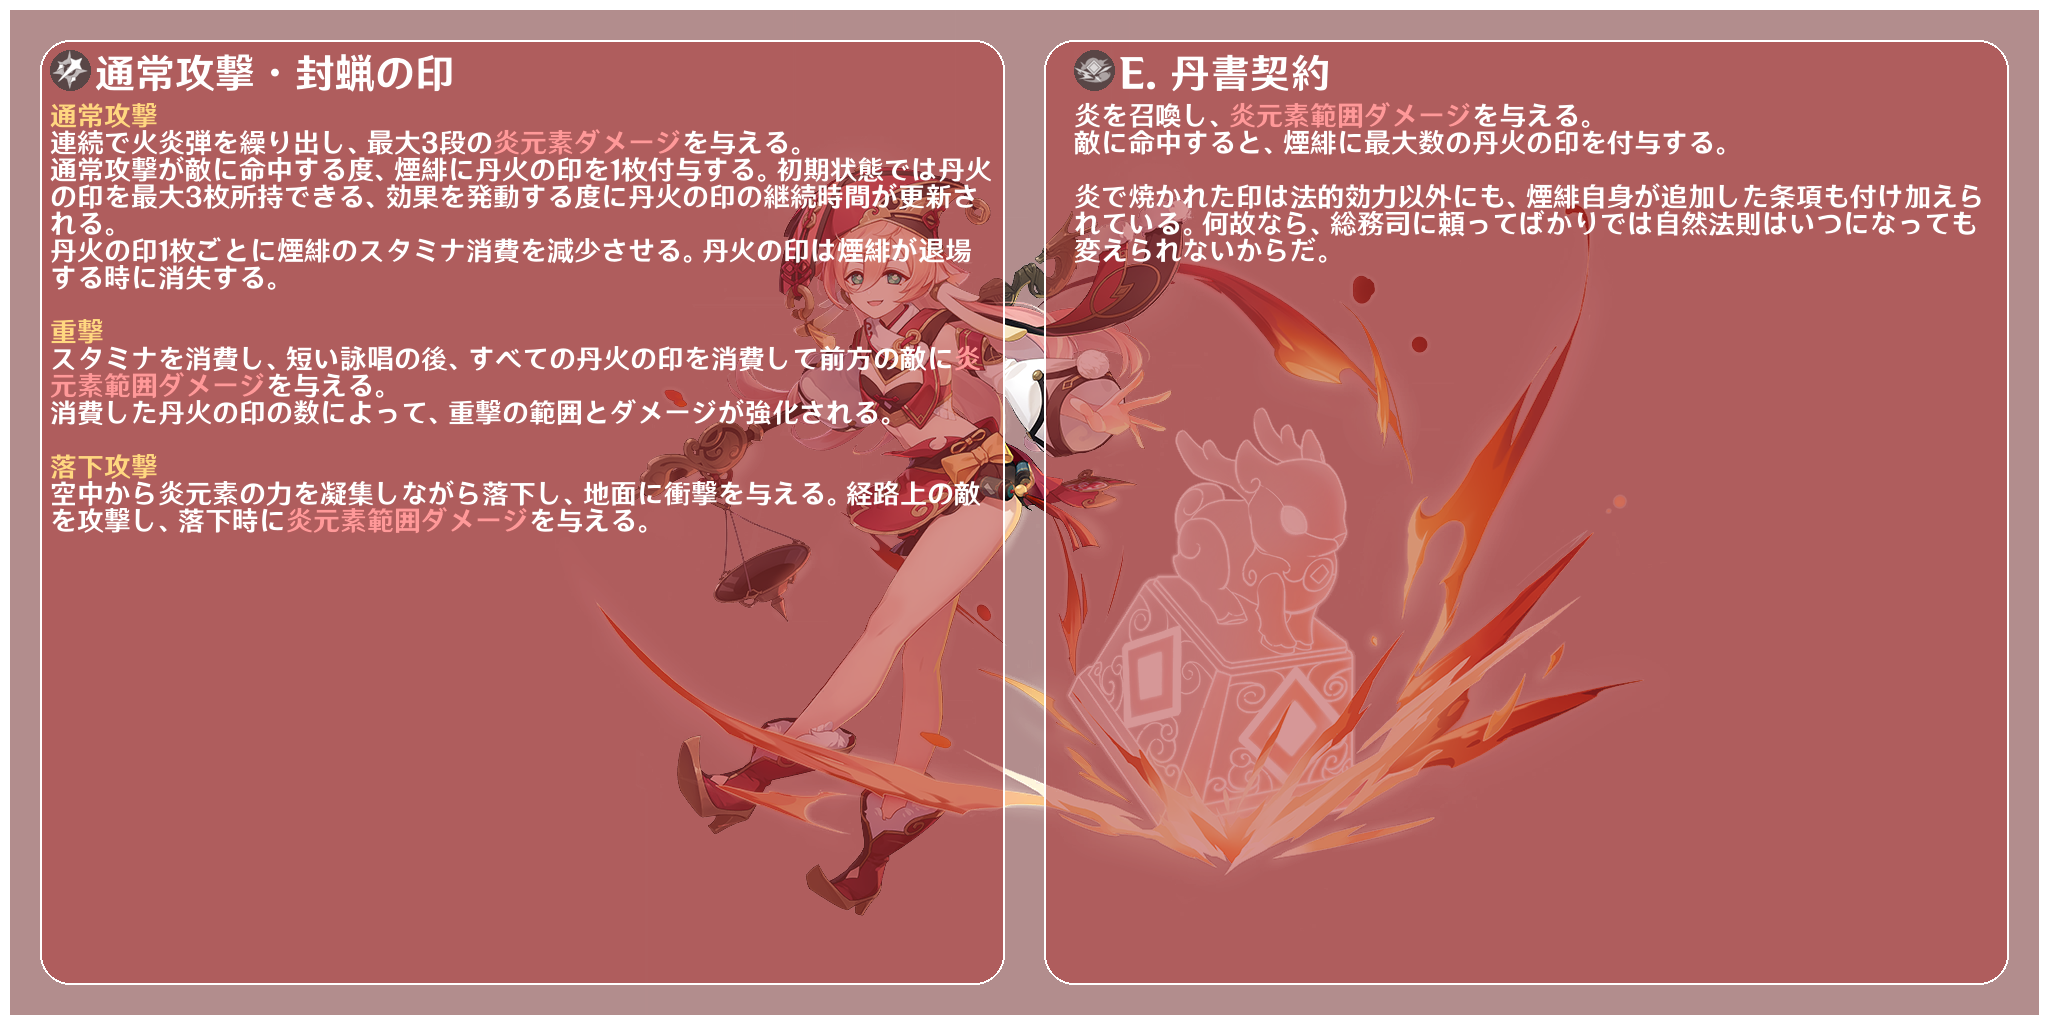 通常攻撃・封蝋の印
通常攻撃
連続で火炎弾を繰り出し、最大3段の炎元素ダメージを与える。
通常攻撃が敵に命中する度、煙緋に丹火の印を1枚付与する。初期状態では丹火
の印を最大3枚所持できる、効果を発動する度に丹火の印の継続時間が更新さ
れる。
丹火の印1枚ごとに煙緋のスタミナ消費を減少させる。丹火の印は煙緋が退場
する時に消失する。
重撃
スタミナを消費し、短い詠唱の後、すべての丹火の印を消費して前方の敵に炎
元素範囲ダメージを与える。
消費した丹火の印の数によって、重撃の範囲とダメージが強化される。
落下攻撃
空中から炎元素の力を凝集しながら落下し、地面に衝撃を与える。経路上の敵
を攻撃し、落下時に炎元素範囲ダメージを与える。
E. 丹書契約
炎を召喚し、炎元素範囲ダメージを与える。
敵に命中すると、煙緋に最大数の丹火の印を付与する。
炎で焼かれた印は法的効力以外にも、煙緋自身が追加した条項も付け加えら
れている。何故なら、総務司に頼ってばかりでは自然法則はいつになっても
変えられないからだ。